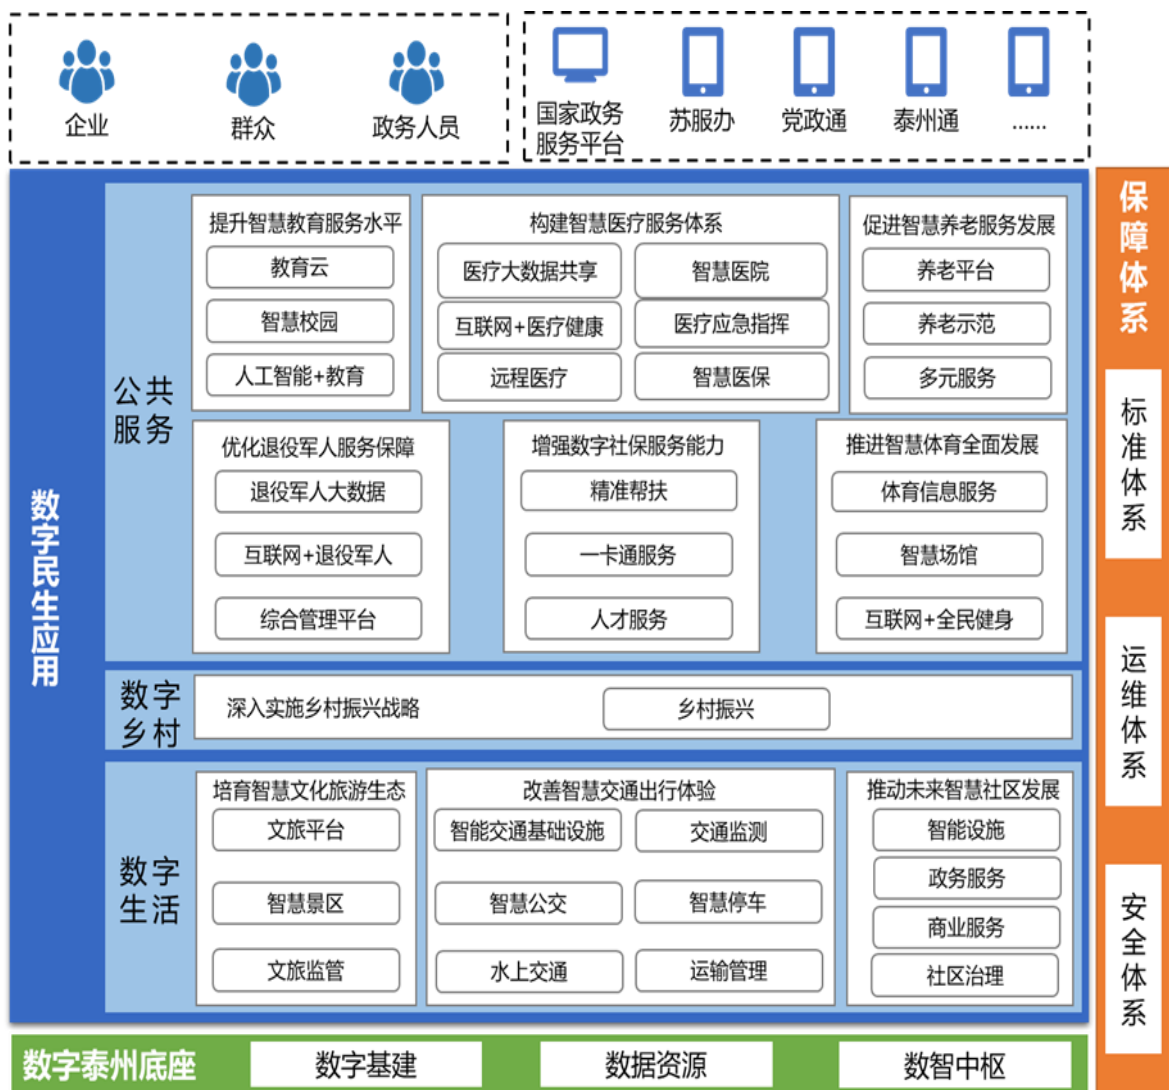 企业
群众
政务人员
国家政务
服务平台
苏服办
党政通
泰州通
......
数字民生应用
公共
服务
提升智慧教育服务水平
教育云
智慧校园
人工智能+教育
构建智慧医疗服务体系
医疗大数据共享
智慧医院
互联网+医疗健康
医疗应急指挥
远程医疗
智慧医保
促进智慧养老服务发展
养老平台
养老示范
多元服务
优化退役军人服务保障
退役军人大数据
互联网+退役军人
综合管理平台
增强数字社保服务能力
精准帮扶
一卡通服务
人才服务
推进智慧体育全面发展
体育信息服务
智慧场馆
互联网+全民健身
数字
乡村
深入实施乡村振兴战略
乡村振兴
数字
生活
培育智慧文化旅游生态
文旅平台
智慧景区
文旅监管
改善智慧交通出行体验
智能交通基础设施
交通监测
智慧公交
智慧停车
水上交通
运输管理
推动未来智慧社区发展
智能设施
政务服务
商业服务
社区治理
保障体系
标准体系
运维体系
安全体系
数字泰州底座
数字基建
数据资源
数智中枢